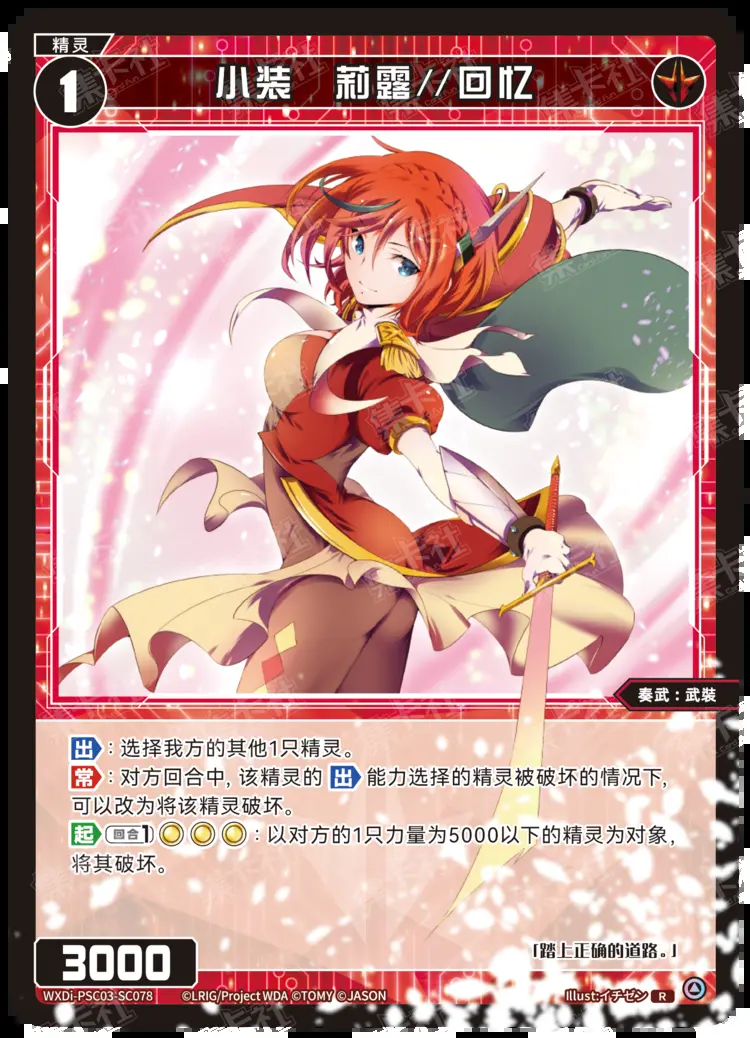 精灵
1
小装　莉露//回忆
奏武：武装
出：选择我方的其他1只精灵。
常：对方回合中, 该精灵的 出 能力选择的精灵被破坏的情况下,
可以改为将该精灵破坏。
起 回合1：以对方的1只力量为5000以下的精灵为对象,
将其破坏。
「踏上正确的道路。」
3000
WXDi-PSC03-SC078 ©LRIG/Project WDA ©TOMY ©JASON Illust:イチゼン R
集卡社